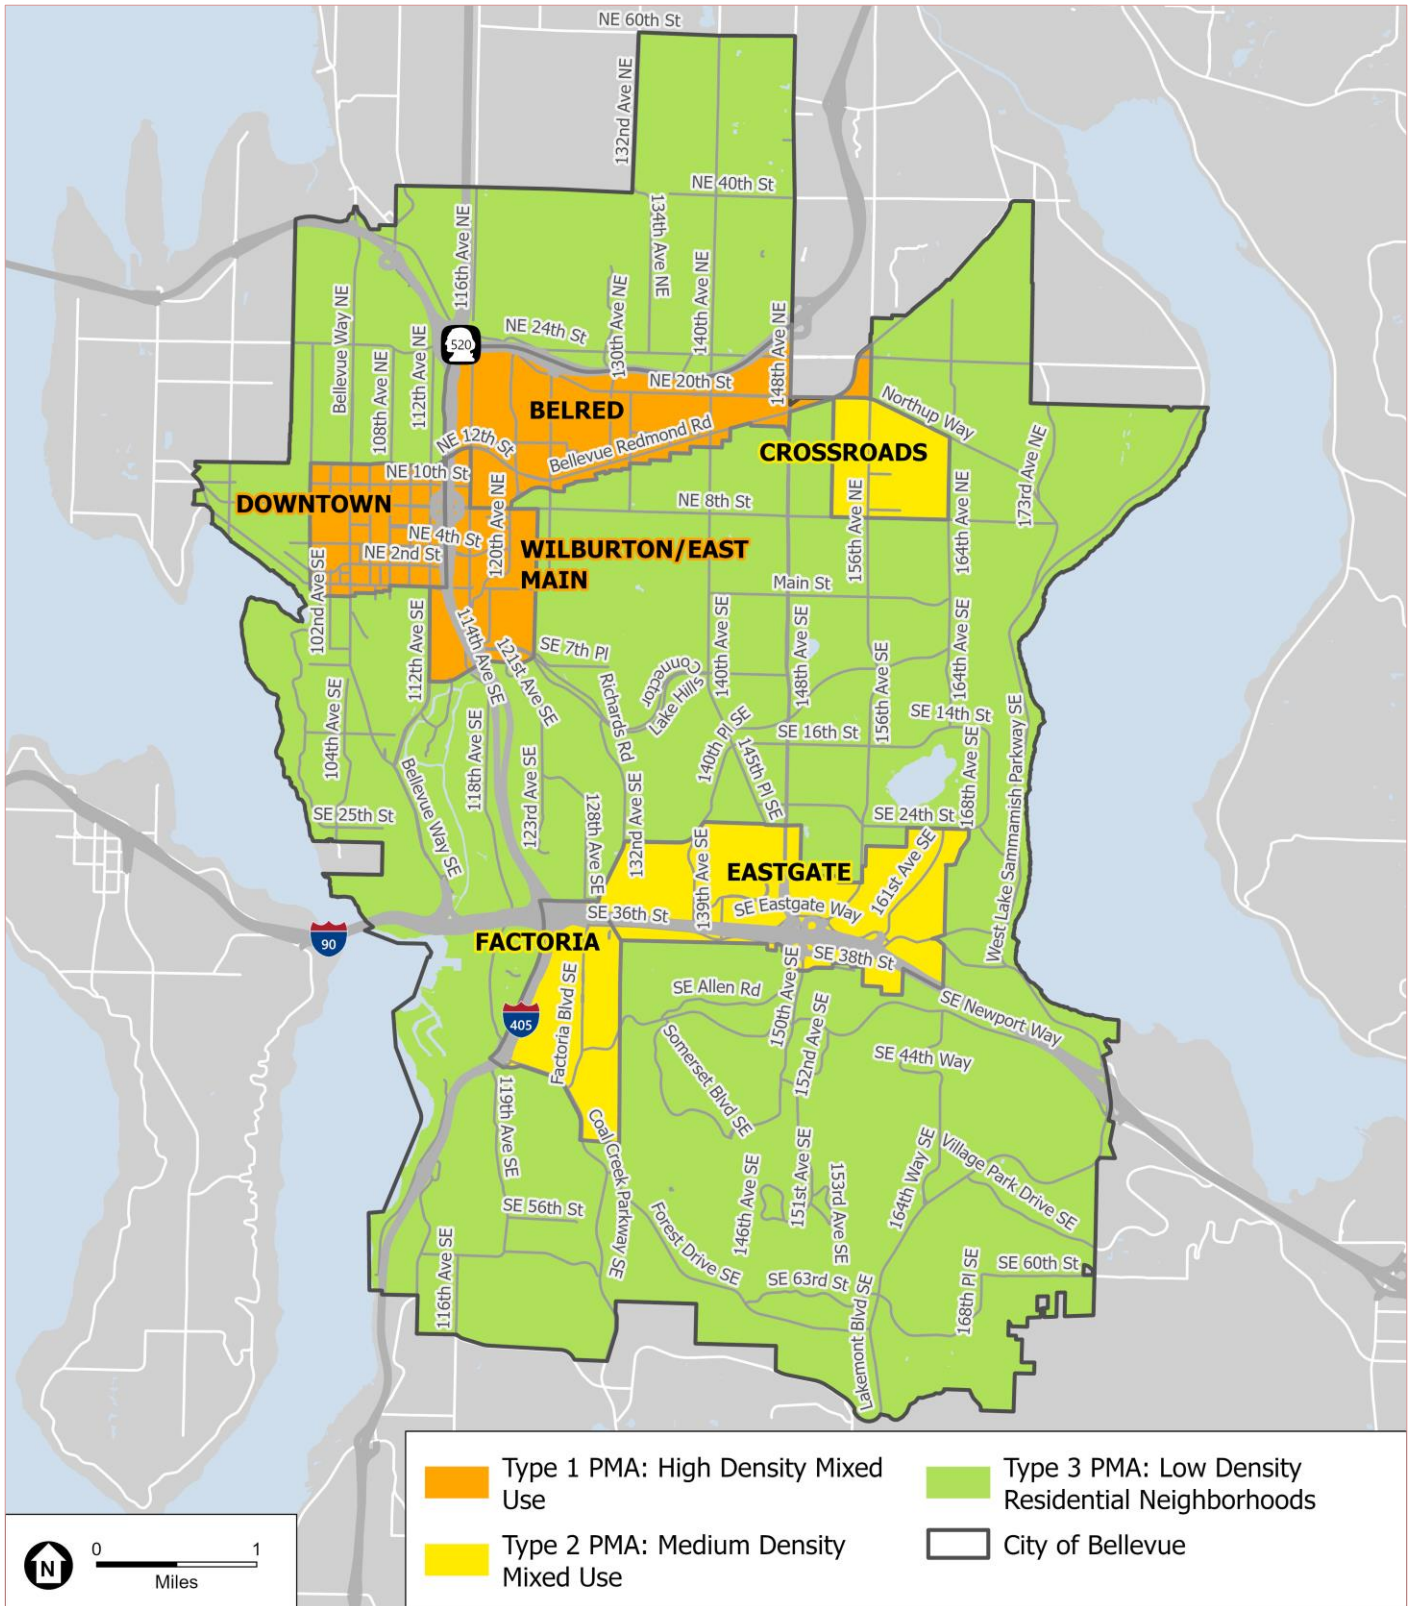 NE 60th St
132nd Ave NE
NE 40th St
134th Ave NE
116th Ave NE
140th Ave NE
130th Ave NE
Bellevue Way NE
148th Ave NE
NE 24th St
112th Ave NE
520
108th Ave NE
NE 20th St
BELRED
Northup Way
NE 12th St
Bellevue Redmond Rd
CROSSROADS
NE 10th St
173rd Ave NE
DOWNTOWN
120th Ave NE
NE 8th St
156th Ave NE
164th Ave NE
NE 4th St
NE 2nd St
WILBURTON/EAST
MAIN
102nd Ave SE
Main St
112th Ave SE
114th Ave SE
121st Ave SE
SE 7th Pl
140th Ave SE
148th Ave SE
164th Ave SE
156th Ave SE
Lake Hills
Connector
Richards Rd
104th Ave SE
118th Ave SE
SE 14th St
SE 16th St
140th Pl SE
145th Pl SE
Bellevue Way SE
123rd Ave SE
128th Ave SE
132nd Ave SE
168th Ave SE
West Lake Sammamish Parkway SE
SE 25th St
SE 24th St
139th Ave SE
161st Ave SE
EASTGATE
SE Eastgate Way
SE 36th St
90
FACTORIA
SE 38th St
Factoria Blvd SE
SE Allen Rd
150th Ave SE
152nd Ave SE
SE Newport Way
405
Somerset Blvd SE
SE 44th Way
119th Ave SE
Coal Creek Parkway SE
146th Ave SE
151st Ave SE
153rd Ave SE
164th Way SE
Village Park Drive SE
SE 56th St
Forest Drive SE
116th Ave SE
SE 63rd St
SE 60th St
168th Pl SE
Lakemont Blvd SE
Type 1 PMA: High Density Mixed
Use
Type 2 PMA: Medium Density
Mixed Use
Type 3 PMA: Low Density
Residential Neighborhoods
City of Bellevue
N
0 1
Miles